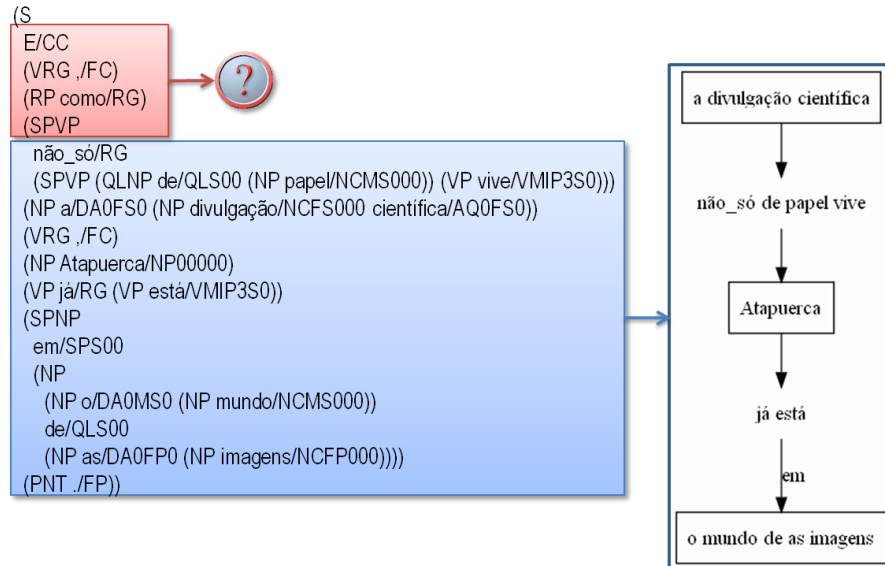 (S
E/CC
(VRG ,/FC)
(RP como/RG)
(SPVP
?
não_só/RG
(SPVP (QLNP de/QLS00 (NP papel/NCMS000)) (VP vive/VMIP3S0)))
(NP a/DA0FS0 (NP divulgação/NCFS000 científica/AQ0FS0))
(VRG ,/FC)
(NP Atapuerca/NP00000)
(VP já/RG (VP está/VMIP3S0))
(SPNP
em/SPS00
(NP
(NP o/DA0MS0 (NP mundo/NCMS000))
de/QLS00
(NP as/DA0FP0 (NP imagens/NCFP000))))
(PNT ./FP))
a divulgação científica
não_só de papel vive
Atapuerca
já está
em
o mundo de as imagens